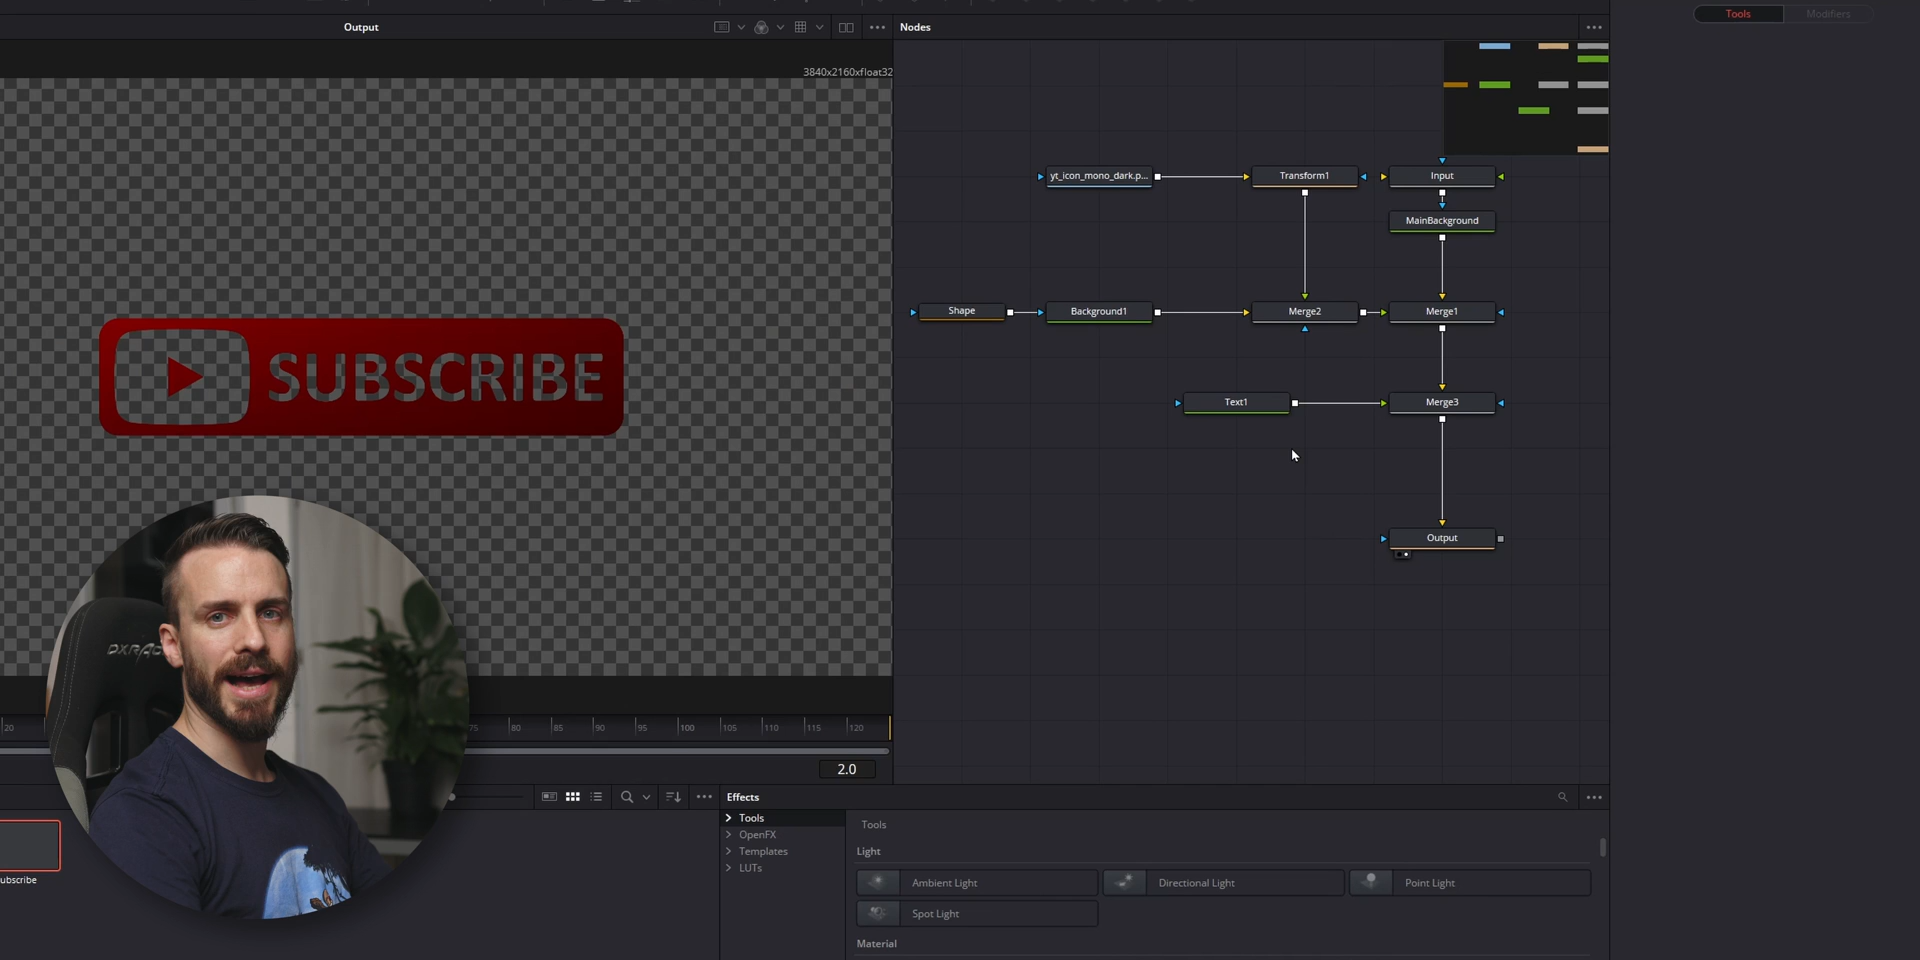 Tools
Modifiers
Output
Nodes
3840x2160xfloat32
yt_icon_mono_dark.p...
Transform1
Input
MainBackground
Shape
Background1
Merge2
Merge1
SUBSCRIBE
Text1
Merge3
Output
20
75
80
85
90
95
100
105
110
115
120
2.0
Effects
Tools
OpenFX
Templates
LUTs
Tools
Light
Ambient Light
Directional Light
Point Light
Spot Light
Material
ubscribe